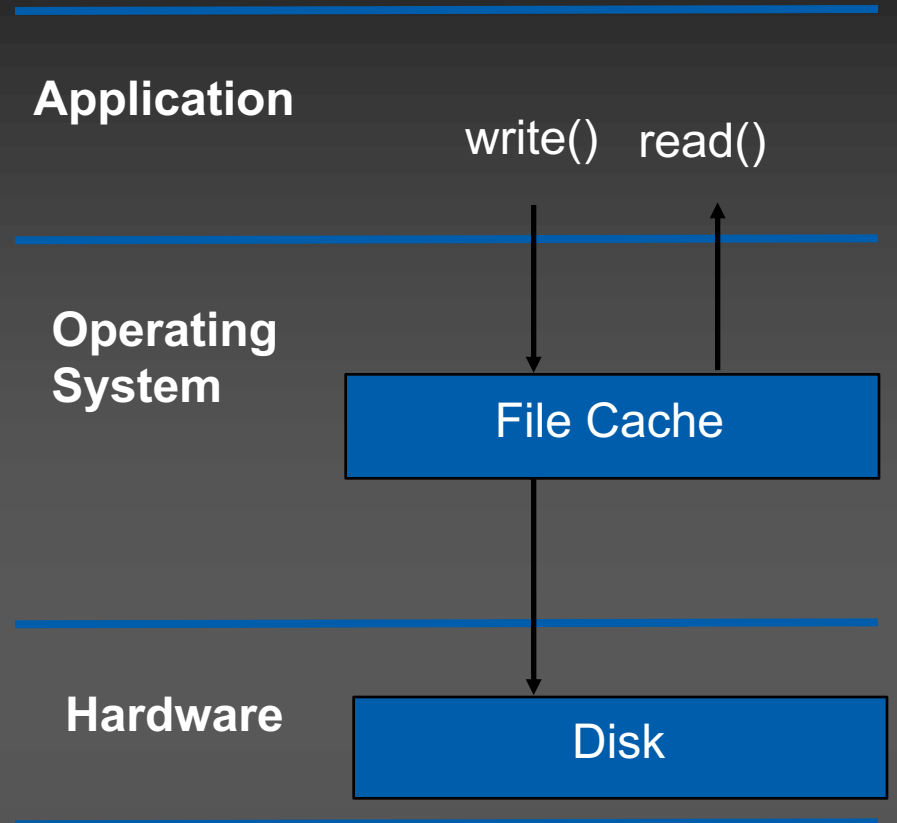 Application
write() read()
Operating
System
File Cache
Hardware
Disk